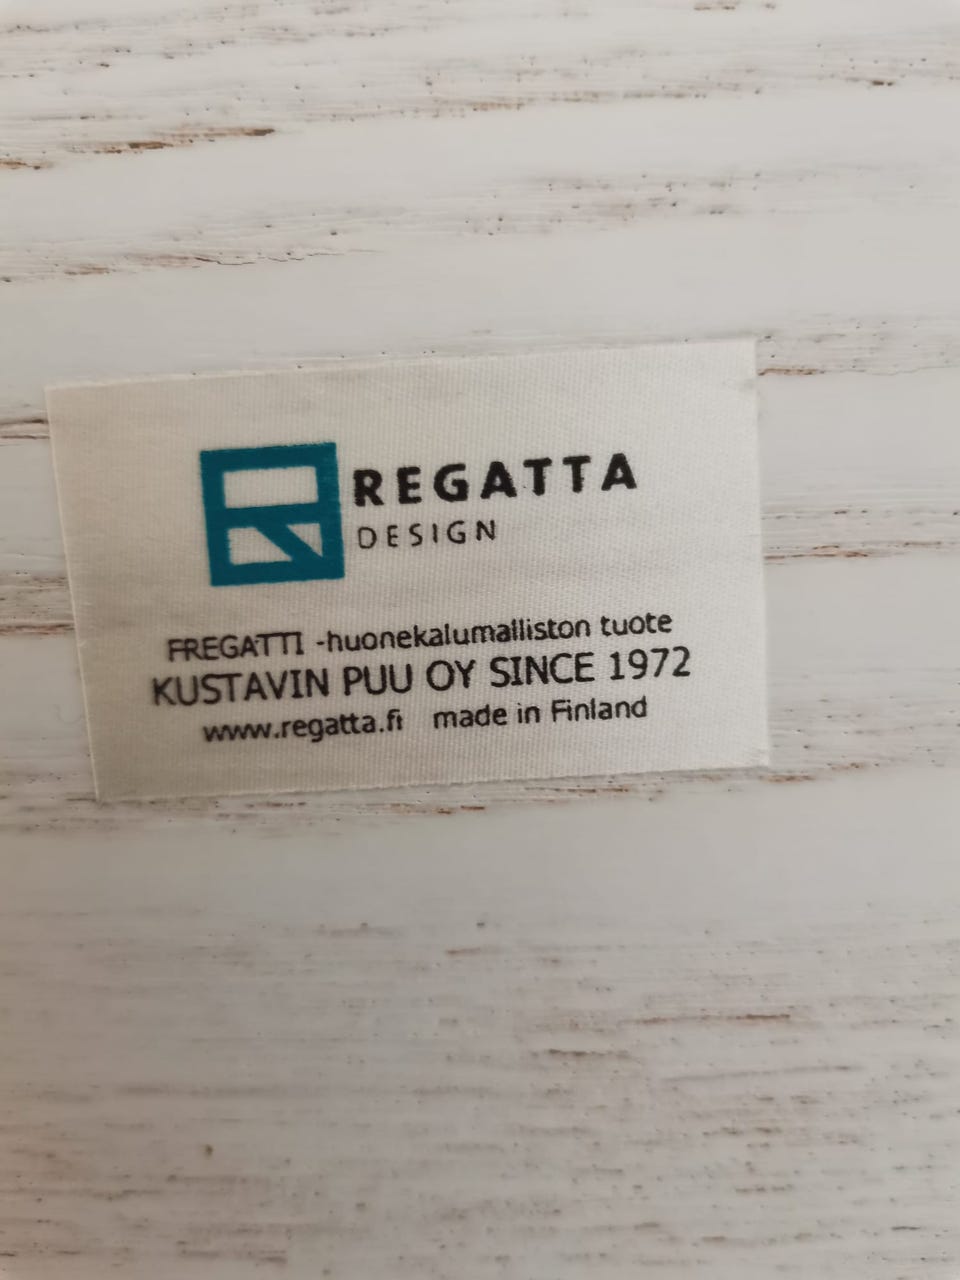 REGATTA
DESIGN
FREGATTI -huonekalumalliston tuote
KUSTAVIN PUU OY SINCE 1972
www.regatta.fi made in Finland